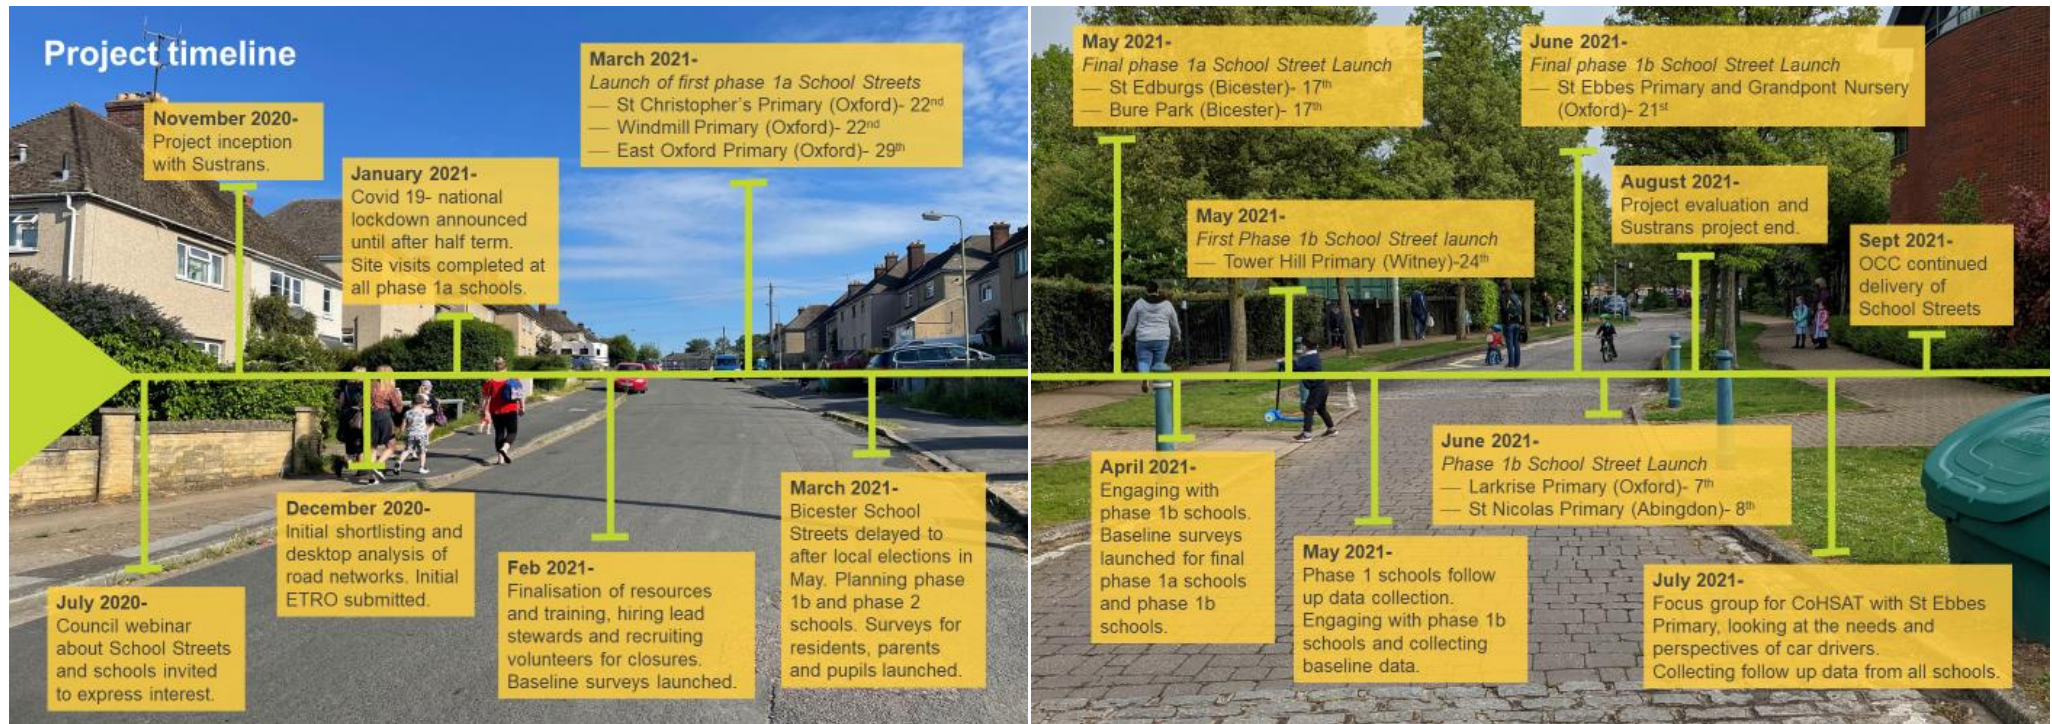 Project timeline
November 2020-
Project inception
with Sustrans.
January 2021-
Covid 19- national
lockdown announced
until after half term.
Site visits completed at
all phase 1a schools.
March 2021-
Launch of first phase 1a School Streets
— St Christopher's Primary (Oxford)- 22nd
— Windmill Primary (Oxford)- 22nd
— East Oxford Primary (Oxford)- 29th
July 2020-
Council webinar
about School Streets
and schools invited
to express interest.
December 2020-
Initial shortlisting and
desktop analysis of
road networks. Initial
ETRO submitted.
Feb 2021-
Finalisation of resources
and training, hiring lead
stewards and recruiting
volunteers for closures.
Baseline surveys launched.
March 2021-
Bicester School
Streets delayed to
after local elections in
May. Planning phase
1b and phase 2
schools. Surveys for
residents, parents
and pupils launched.
May 2021-
Final phase 1a School Street Launch
— St Edburgs (Bicester)- 17th
— Bure Park (Bicester)- 17th
May 2021-
First Phase 1b School Street launch
— Tower Hill Primary (Witney)-24th
June 2021-
Final phase 1b School Street Launch
— St Ebbes Primary and Grandpont Nursery
(Oxford)- 21st
August 2021-
Project evaluation and
Sustrans project end.
Sept 2021-
OCC continued
delivery of
School Streets
April 2021-
Engaging with
phase 1b schools.
Baseline surveys
launched for final
phase 1a schools
and phase 1b
schools.
May 2021-
Phase 1 schools follow
up data collection.
Engaging with phase 1b
schools and collecting
baseline data.
June 2021-
Phase 1b School Street Launch
— Larkrise Primary (Oxford)- 7th
— St Nicolas Primary (Abingdon)- 8th
July 2021-
Focus group for CoHSAT with St Ebbes
Primary, looking at the needs and
perspectives of car drivers.
Collecting follow up data from all schools.